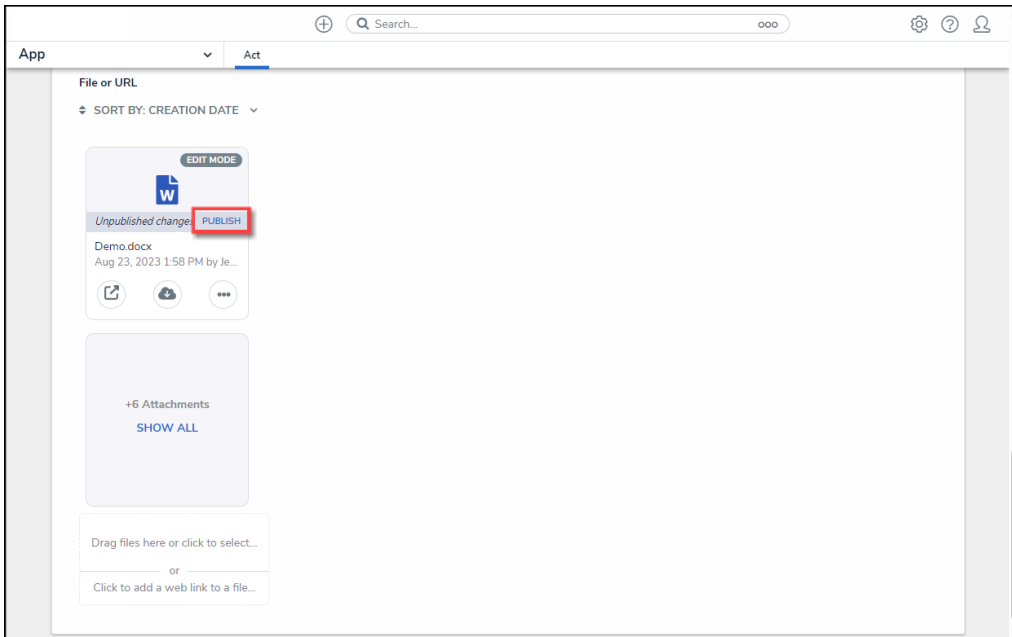 Search...
App
Act
File or URL
SORT BY: CREATION DATE
EDIT MODE
W
Unpublished changes PUBLISH
Demo.docx
Aug 23, 2023 1:58 PM by Je...
+6 Attachments
SHOW ALL
Drag files here or click to select...
or
Click to add a web link to a file...